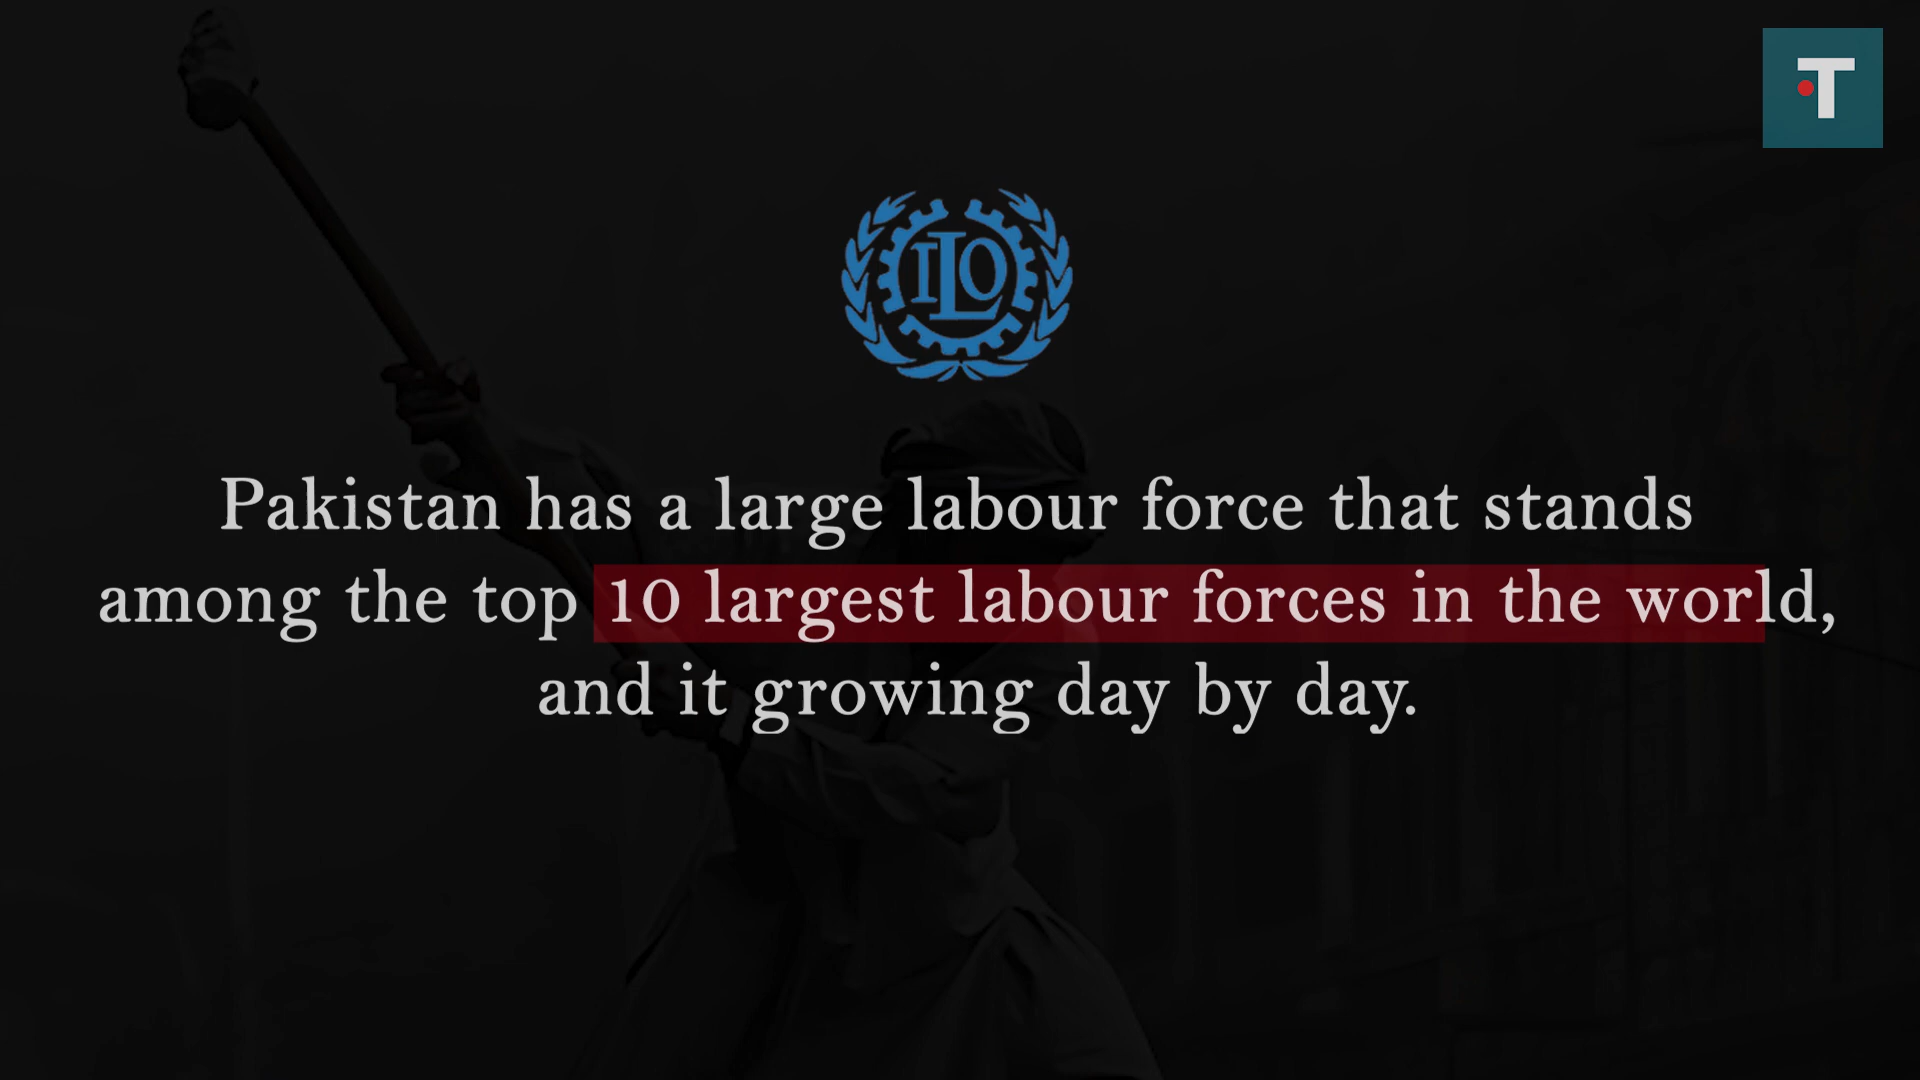 T
ILO
Pakistan has a large labour force that stands
among the top 10 largest labour forces in the world,
and it growing day by day.